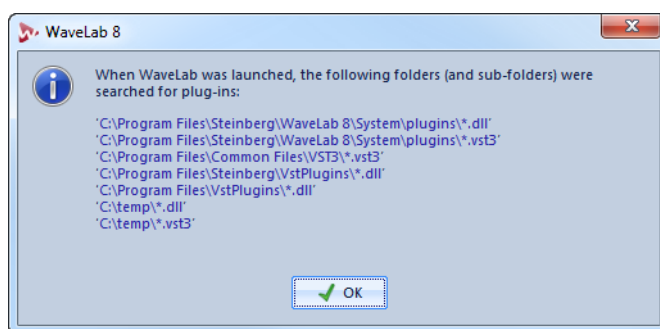 WaveLab 8
When WaveLab was launched, the following folders (and sub-folders) were
searched for plug-ins:
'C:\Program Files\Steinberg\WaveLab 8\System\plugins\*.dll'
'C:\Program Files\Steinberg\WaveLab 8\System\plugins\*.vst3'
'C:\Program Files\Common Files\VST3\*.vst3'
'C:\Program Files\Steinberg\VstPlugins\*.dll'
'C:\Program Files\VstPlugins\*.dll'
'C:\temp\*.dll'
'C:\temp\*.vst3'
OK